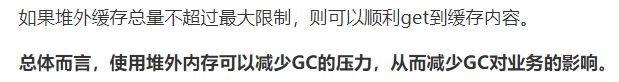 如果堆外缓存总量不超过最大限制，则可以顺利get到缓存内容。
总体而言，使用堆外内存可以减少GC的压力，从而减少GC对业务的影响。